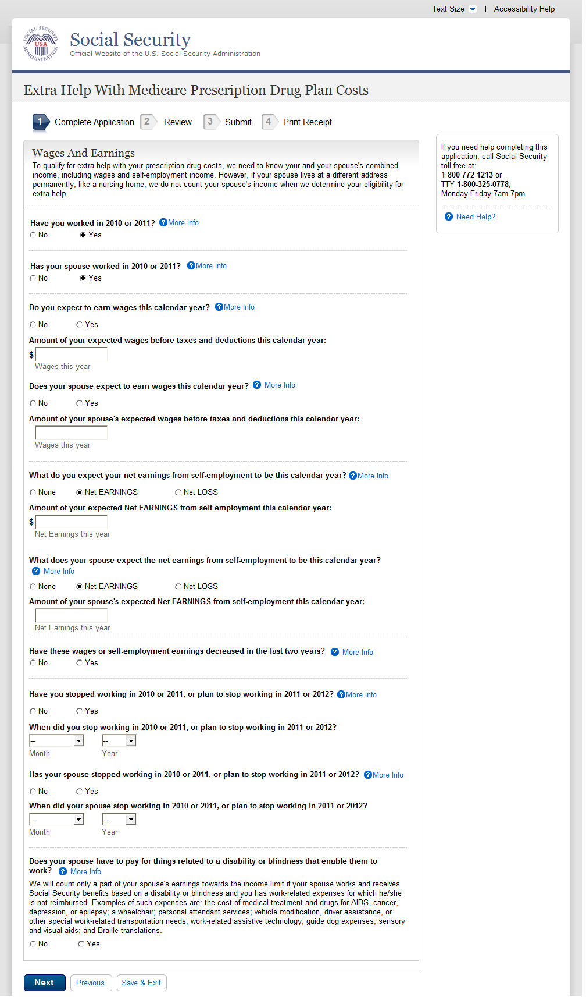 Text Size | Accessibility Help
SOCIAL SECURITY ADMINISTRATION
USA
Social Security
Official Website of the U.S. Social Security Administration
Extra Help With Medicare Prescription Drug Plan Costs
1 Complete Application 2 Review 3 Submit 4 Print Receipt
Wages And Earnings
To qualify for extra help with your prescription drug costs, we need to know your and your spouse's combined
income, including wages and self-employment income. However, if your spouse lives at a different address
permanently, like a nursing home, we do not count your spouse's income when we determine your eligibility for
extra help.
Have you worked in 2010 or 2011? ? More Info
No Yes
Has your spouse worked in 2010 or 2011? ? More Info
No Yes
Do you expect to earn wages this calendar year? ? More Info
No Yes
Amount of your expected wages before taxes and deductions this calendar year:
$
Wages this year
Does your spouse expect to earn wages this calendar year? ? More Info
No Yes
Amount of your spouse's expected wages before taxes and deductions this calendar year:
Wages this year
What do you expect your net earnings from self-employment to be this calendar year? ? More Info
None Net EARNINGS Net LOSS
Amount of your expected Net EARNINGS from self-employment this calendar year:
$
Net Earnings this year
What does your spouse expect the net earnings from self-employment to be this calendar year?
? More Info
None Net EARNINGS Net LOSS
Amount of your spouse's expected Net EARNINGS from self-employment this calendar year:
Net Earnings this year
Have these wages or self-employment earnings decreased in the last two years? ? More Info
No Yes
Have you stopped working in 2010 or 2011, or plan to stop working in 2011 or 2012? ? More Info
No Yes
When did you stop working in 2010 or 2011, or plan to stop working in 2011 or 2012?
-- --
Month Year
Has your spouse stopped working in 2010 or 2011, or plan to stop working in 2011 or 2012? ? More Info
No Yes
When did your spouse stop working in 2010 or 2011, or plan to stop working in 2011 or 2012?
-- --
Month Year
Does your spouse have to pay for things related to a disability or blindness that enable them to
work? ? More Info
We will count only a part of your spouse's earnings towards the income limit if your spouse works and receives
Social Security benefits based on a disability or blindness and you has work-related expenses for which he/she
is not reimbursed. Examples of such expenses are: the cost of medical treatment and drugs for AIDS, cancer,
depression, or epilepsy; a wheelchair; personal attendant services; vehicle modification, driver assistance, or
other special work-related transportation needs; work-related assistive technology; guide dog expenses; sensory
and visual aids; and Braille translations.
No Yes
Next Previous Save & Exit
If you need help completing this
application, call Social Security
toll-free at:
1-800-772-1213 or
TTY 1-800-325-0778,
Monday-Friday 7am-7pm
? Need Help?